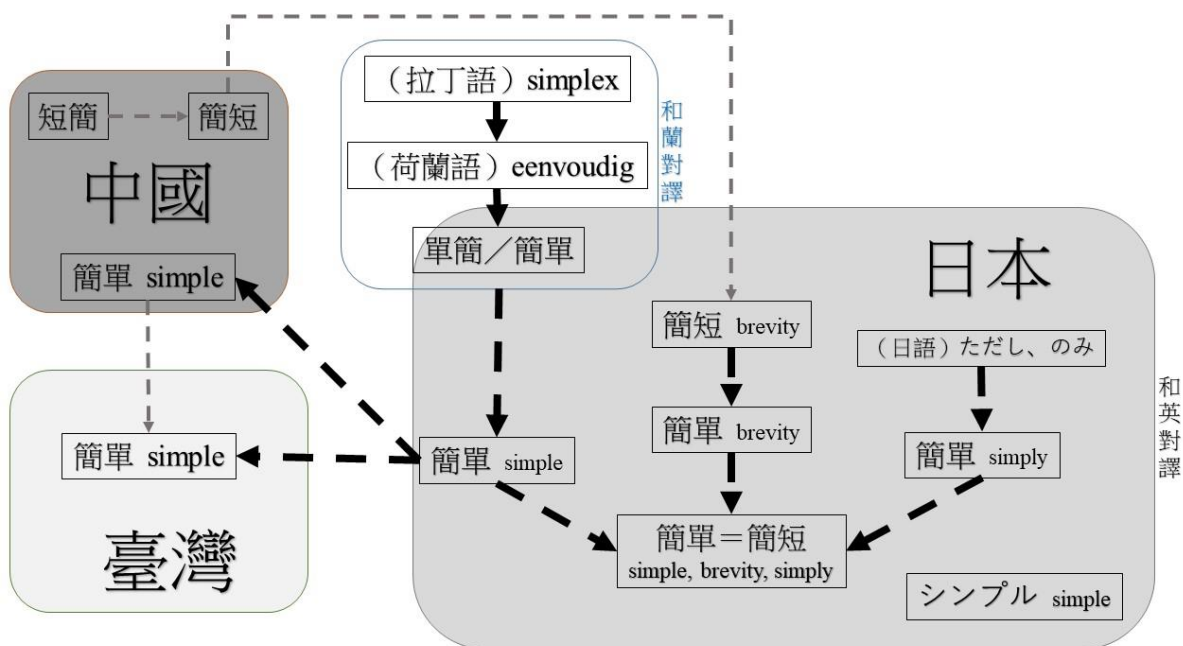 短簡
簡短
中國
簡單 simple
簡單 simple
臺灣
（拉丁語）simplex
（荷蘭語）eenvoudig
單簡／簡單
和蘭對譯
日本
簡短 brevity
（日語）ただし、のみ
簡單 brevity
簡單 simple
簡單 simply
簡單＝簡短
simple, brevity, simply
シンプル simple
和英對譯